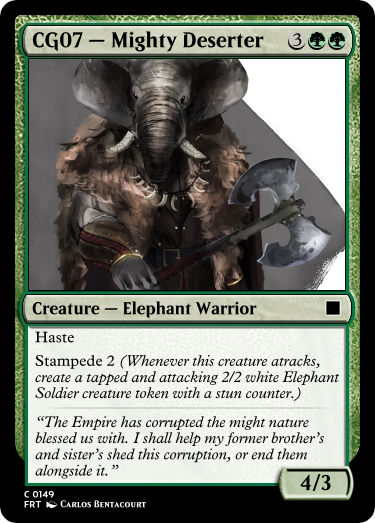 CG07 — Mighty Deserter 3
Creature — Elephant Warrior
Haste
Stampede 2 (Whenever this creature atracks,
create a tapped and attacking 2/2 white Elephant
Soldier creature token with a stun counter.)
“The Empire has corrupted the might nature
blessed us with. I shall help my former brother's
and sister's shed this corruption, or end them
alongside it.”
4/3
C 0149
FRT Carlos Bentacourt